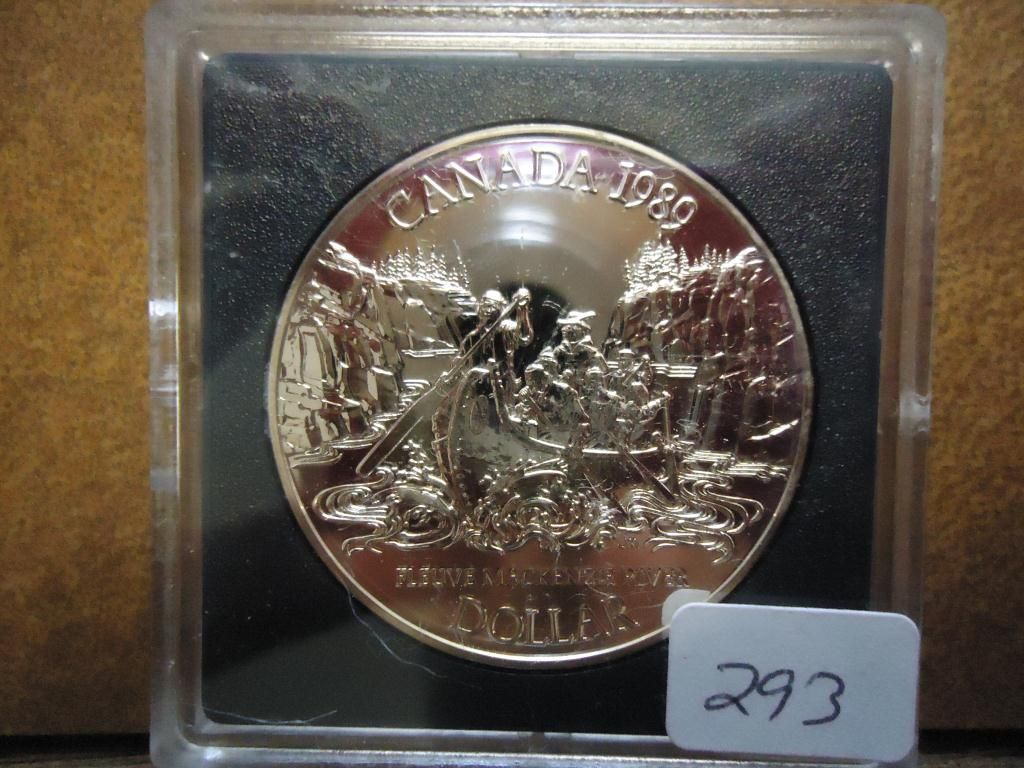 CANADA 1989
FLEUVE MACKENZIE RIVER
DOLLAR
293